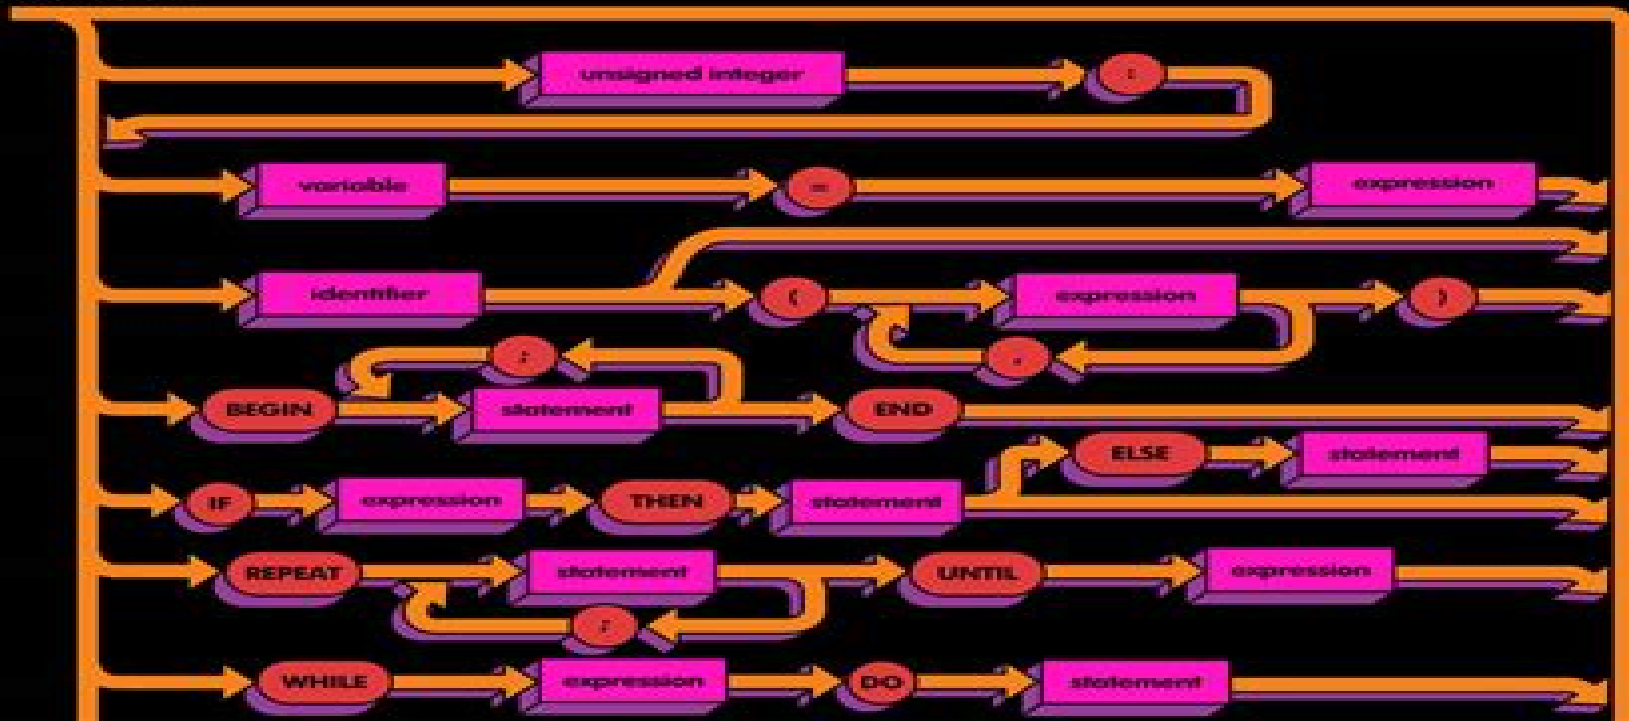 unsigned integer :
variable =
expression
identifier ( expression )
; ,
BEGIN statement END
ELSE statement
IF expression THEN statement
REPEAT statement UNTIL expression
;
WHILE expression DO statement